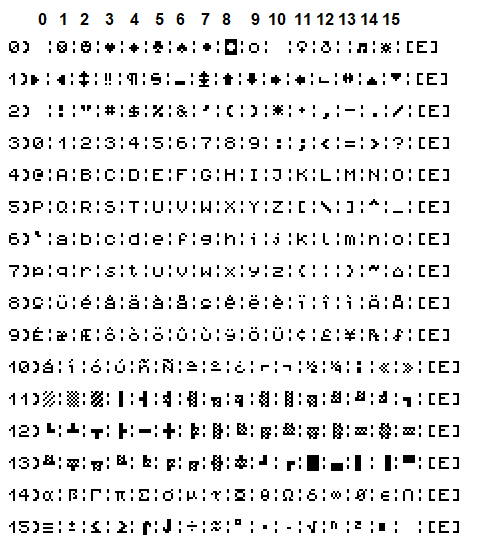 0 1 2 3 4 5 6 7 8 9 10 11 12 13 14 15
0) ¦☺¦☻¦♥¦♦¦♣¦♠¦•¦◘¦○¦ ¦♀¦♂¦ ¦♫¦☼¦[E]
1)►¦◄¦↕¦‼¦¶¦§¦▬¦↨¦↑¦↓¦→¦←¦∟¦↔¦▲¦▼¦[E]
2) ¦!¦"¦#¦$¦%¦&¦'¦(¦)¦*¦+¦,¦-¦.¦/¦[E]
3)0¦1¦2¦3¦4¦5¦6¦7¦8¦9¦:¦;¦<¦=¦>¦?¦[E]
4)@¦A¦B¦C¦D¦E¦F¦G¦H¦I¦J¦K¦L¦M¦N¦O¦[E]
5)P¦Q¦R¦S¦T¦U¦V¦W¦X¦Y¦Z¦[¦\¦]¦^¦_¦[E]
6)`¦a¦b¦c¦d¦e¦f¦g¦h¦i¦j¦k¦l¦m¦n¦o¦[E]
7)p¦q¦r¦s¦t¦u¦v¦w¦x¦y¦z¦{¦¦¦}¦~¦⌂¦[E]
8)Ç¦ü¦é¦â¦ä¦à¦å¦ç¦ê¦ë¦è¦ï¦î¦ì¦Ä¦Å¦[E]
9)É¦æ¦Æ¦ô¦ö¦ò¦û¦ù¦ÿ¦Ö¦Ü¦¢¦£¦¥¦₧¦ƒ¦[E]
10)á¦í¦ó¦ú¦ñ¦Ñ¦ª¦º¦¿¦⌐¦¬¦½¦¼¦¡¦«¦»¦[E]
11)░¦▒¦▓¦│¦┤¦╡¦╢¦╖¦╕¦╣¦║¦╗¦╝¦╜¦╛¦┐¦[E]
12)└¦┴¦┬¦├¦─¦┼¦╞¦╟¦╚¦╔¦╩¦╦¦╠¦═¦╬¦╧¦[E]
13)╨¦╤¦╥¦╙¦╘¦╒¦╓¦╫¦╪¦┘¦┌¦█¦▄¦▌¦▐¦▀¦[E]
14)α¦ß¦Γ¦π¦Σ¦σ¦µ¦τ¦Φ¦Θ¦Ω¦δ¦∞¦φ¦ε¦∩¦[E]
15)≡¦±¦≤¦≥¦⌠¦⌡¦÷¦≈¦°¦∙¦·¦√¦ⁿ¦²¦■¦ ¦[E]